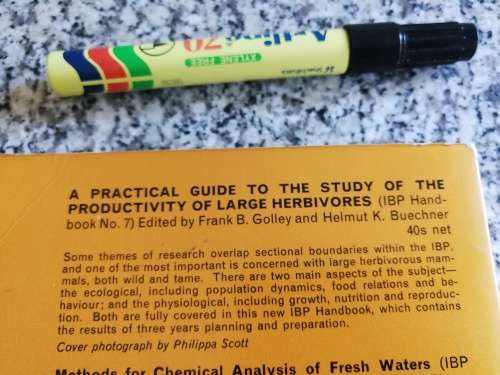 Artline 70
XYLENE FREE
A PRACTICAL GUIDE TO THE STUDY OF THE
PRODUCTIVITY OF LARGE HERBIVORES (IBP Hand-
book No. 7) Edited by Frank B. Golley and Helmut K. Buechner
40s net
Some themes of research overlap sectional boundaries within the IBP,
and one of the most important is concerned with large herbivorous mam-
mals, both wild and tame. There are two main aspects of the subject—
the ecological, including population dynamics, food relations and be-
haviour; and the physiological, including growth, nutrition and reproduc-
tion. Both are fully covered in this new IBP Handbook, which contains
the results of three years planning and preparation.
Cover photograph by Philippa Scott
Methods for Chemical Analysis of Fresh Waters (IBP